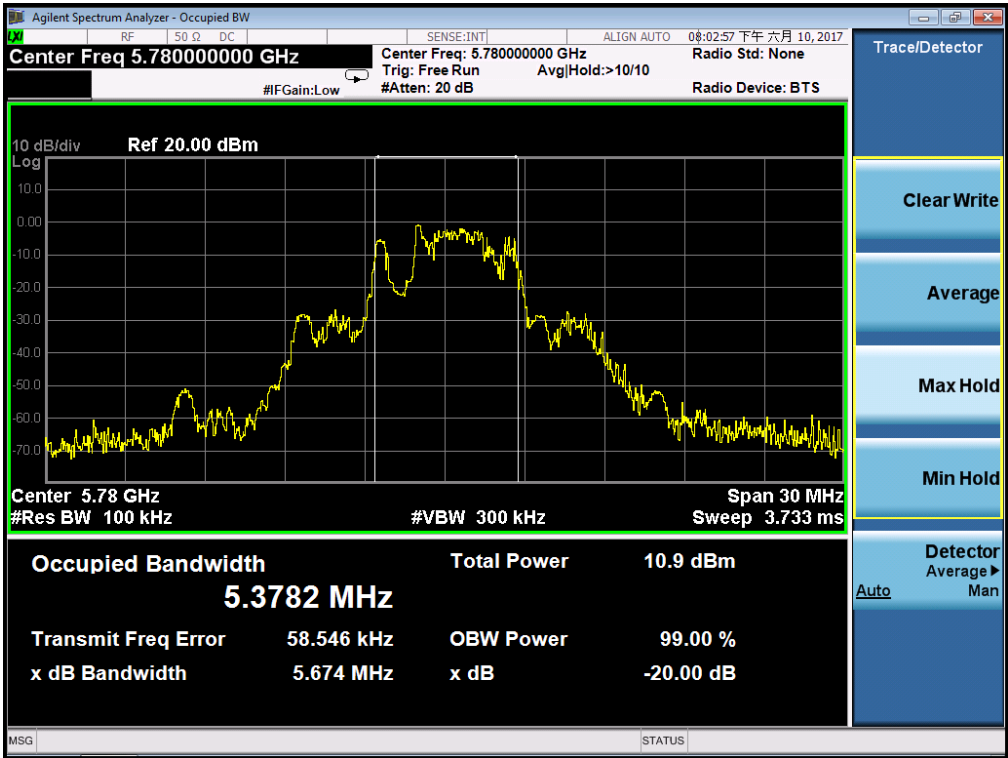 Agilent Spectrum Analyzer - Occupied BW
LXI RF 50 Ω DC SENSE:INT ALIGN AUTO 08:02:57 下午 六月 10, 2017
Center Freq 5.780000000 GHz
Center Freq: 5.780000000 GHz
Radio Std: None
Trig: Free Run Avg|Hold:>10/10
#IFGain:Low
#Atten: 20 dB
Radio Device: BTS
10 dB/div Ref 20.00 dBm
Log
10.0
0.00
-10.0
-20.0
-30.0
-40.0
-50.0
-60.0
-70.0
Center 5.78 GHz Span 30 MHz
#Res BW 100 kHz #VBW 300 kHz Sweep 3.733 ms
Occupied Bandwidth Total Power 10.9 dBm
5.3782 MHz
Transmit Freq Error 58.546 kHz OBW Power 99.00 %
x dB Bandwidth 5.674 MHz x dB -20.00 dB
MSG STATUS
Trace/Detector
Clear Write
Average
Max Hold
Min Hold
Detector
Average
Auto Man